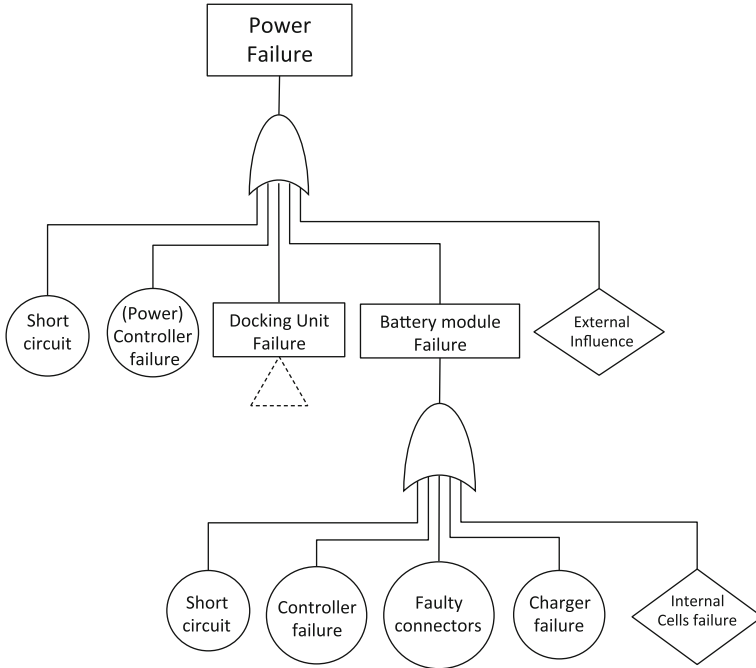 Power
Failure
Short
circuit
(Power)
Controller
failure
Docking Unit
Failure
Battery module
Failure
External
Influence
Short
circuit
Controller
failure
Faulty
connectors
Charger
failure
Internal
Cells failure